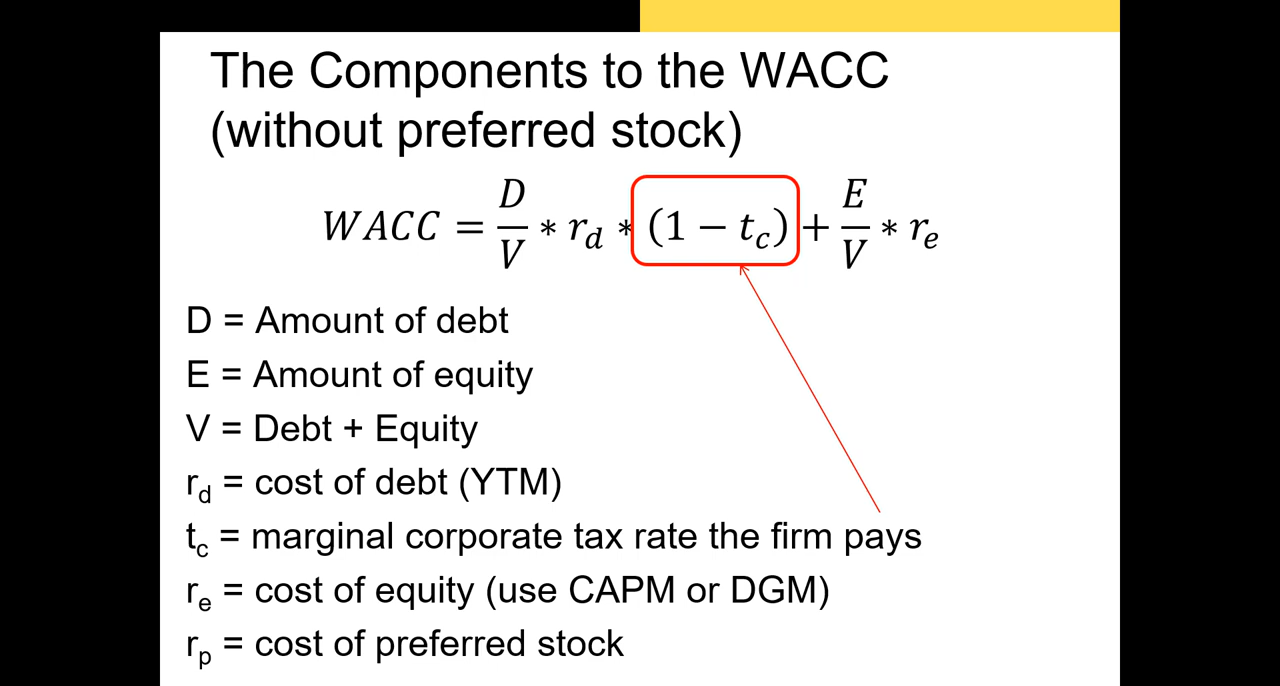 The Components to the WACC
(without preferred stock)
WACC = D/V * r_d * (1 − t_c) + E/V * r_e
D = Amount of debt
E = Amount of equity
V = Debt + Equity
r_d = cost of debt (YTM)
t_c = marginal corporate tax rate the firm pays
r_e = cost of equity (use CAPM or DGM)
r_p = cost of preferred stock